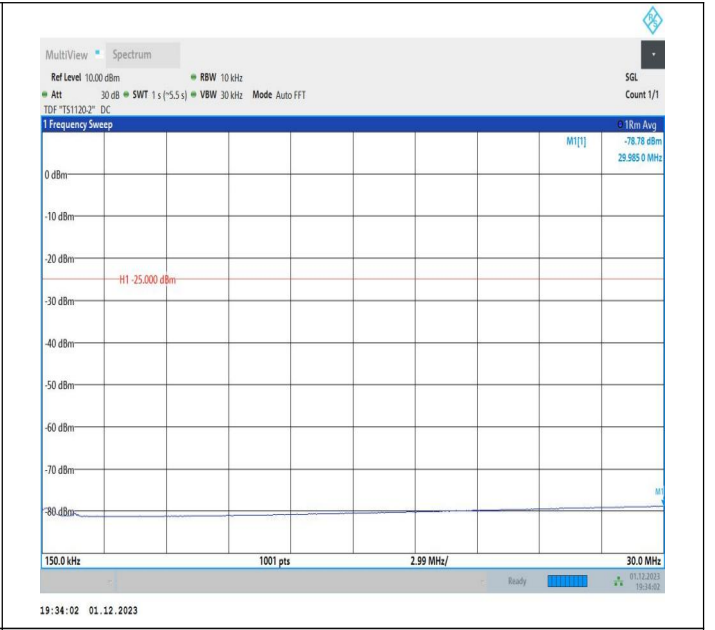 R&S
MultiView Spectrum
Ref Level 10.00 dBm RBW 10 kHz SGL
Att 30 dB SWT 1 s (~5.5 s) VBW 30 kHz Mode Auto FFT Count 1/1
TDF "TS1120-2" DC
1 Frequency Sweep 1Rm Avg
M1[1] -78.78 dBm
29.985 0 MHz
0 dBm
-10 dBm
-20 dBm
H1 -25.000 dBm
-30 dBm
-40 dBm
-50 dBm
-60 dBm
-70 dBm
M1
-80 dBm
150.0 kHz 1001 pts 2.99 MHz/ 30.0 MHz
Ready 01.12.2023
19:34:02
19:34:02 01.12.2023